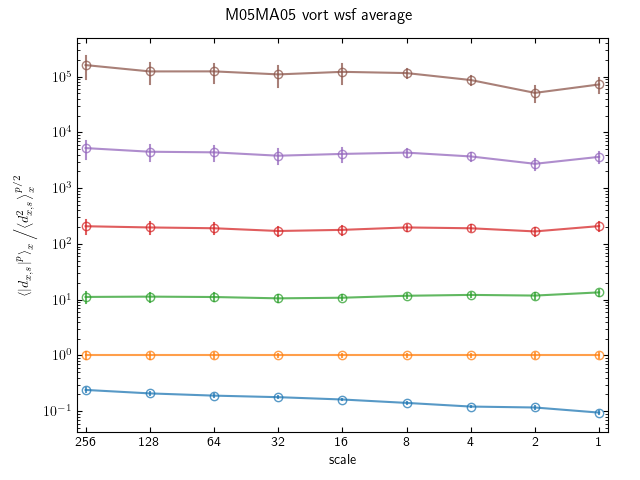 M05MA05 vort wsf average
⟨|d_{x,s}|^p⟩_x / ⟨d_{x,s}^2⟩_x^{p/2}
10^5
10^4
10^3
10^2
10^1
10^0
10^{-1}
256 128 64 32 16 8 4 2 1
scale